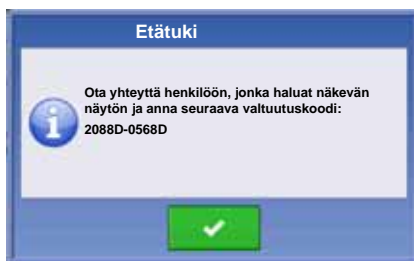 Etätuki
Ota yhteyttä henkilöön, jonka haluat näkevän
näytön ja anna seuraava valtuutuskoodi:
2088D-0568D